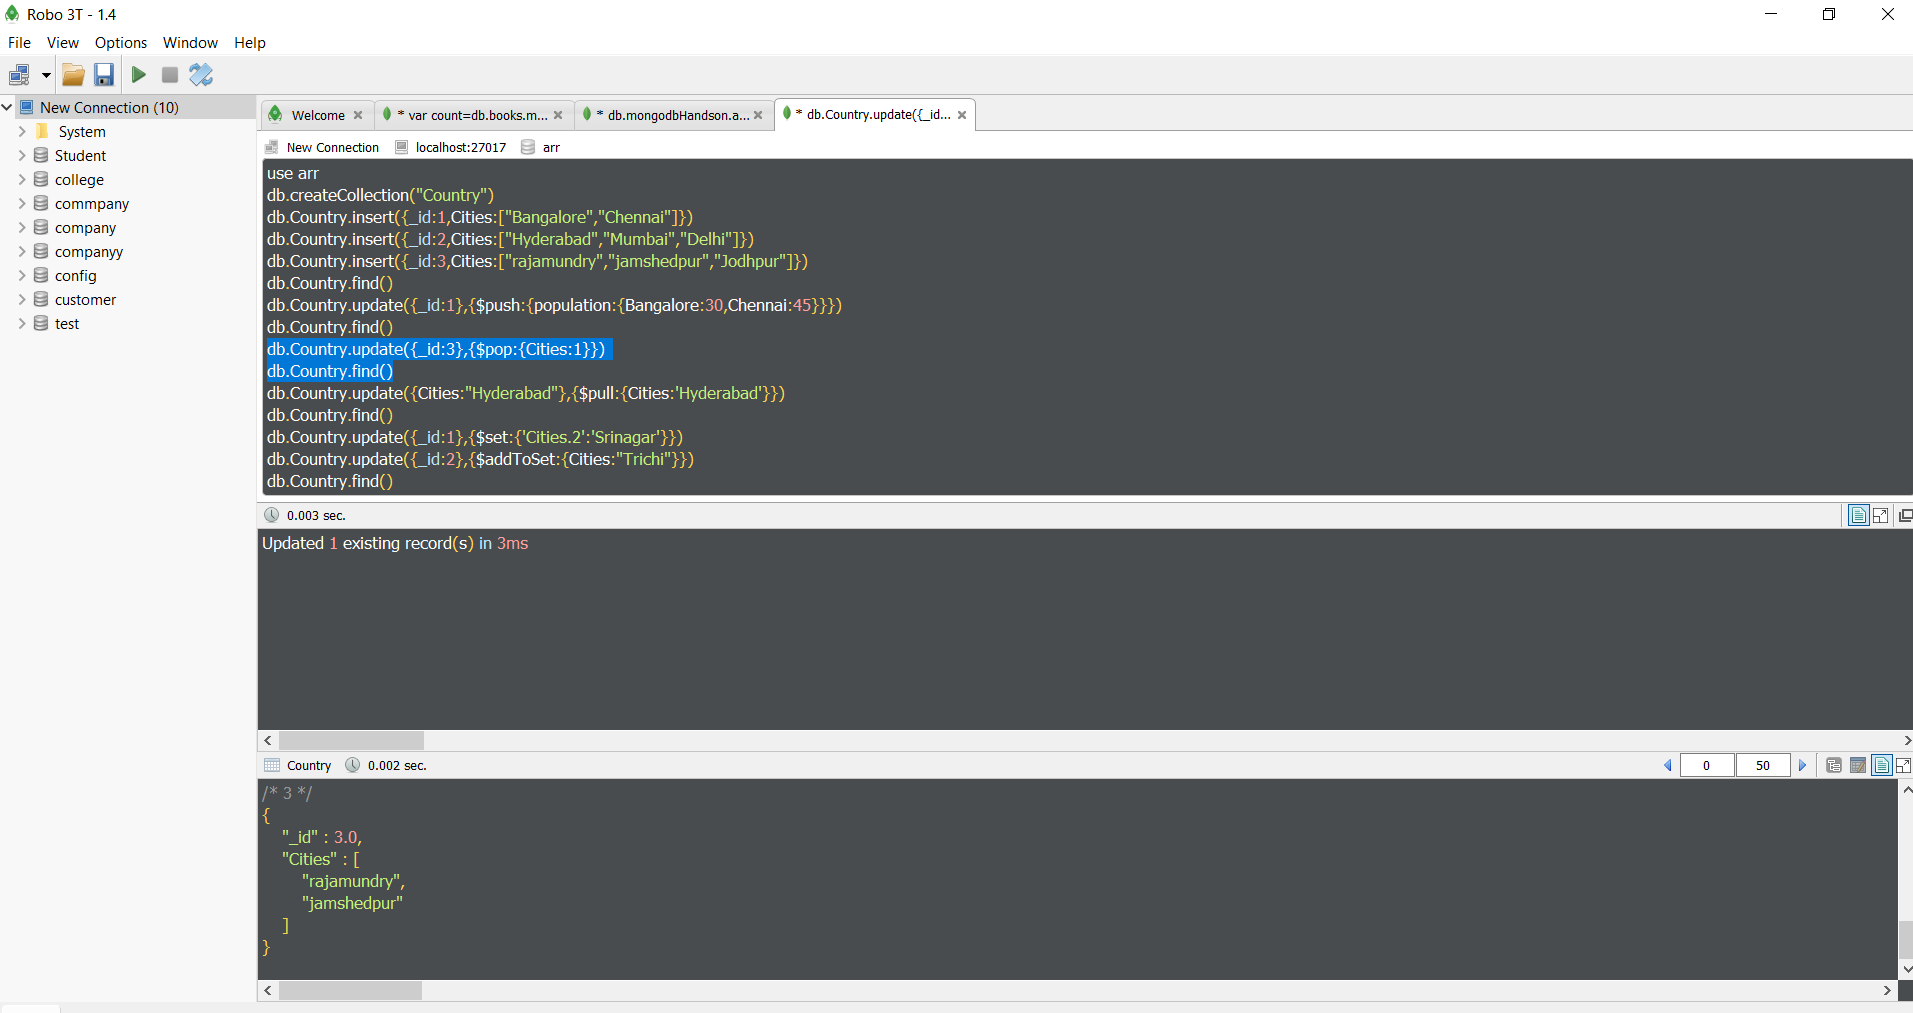 Robo 3T - 1.4
File View Options Window Help
New Connection (10)
System
Student
college
commpany
company
companyy
config
customer
test
Welcome
* var count=db.books.m...
* db.mongodbHandson.a...
* db.Country.update({_id...
New Connection localhost:27017 arr
use arr
db.createCollection("Country")
db.Country.insert({_id:1,Cities:["Bangalore","Chennai"]})
db.Country.insert({_id:2,Cities:["Hyderabad","Mumbai","Delhi"]})
db.Country.insert({_id:3,Cities:["rajamundry","jamshedpur","Jodhpur"]})
db.Country.find()
db.Country.update({_id:1},{$push:{population:{Bangalore:30,Chennai:45}}})
db.Country.find()
db.Country.update({_id:3},{$pop:{Cities:1}})
db.Country.find()
db.Country.update({Cities:"Hyderabad"},{$pull:{Cities:'Hyderabad'}})
db.Country.find()
db.Country.update({_id:1},{$set:{'Cities.2':'Srinagar'}})
db.Country.update({_id:2},{$addToSet:{Cities:"Trichi"}})
db.Country.find()
0.003 sec.
Updated 1 existing record(s) in 3ms
Country 0.002 sec. 0 50
/* 3 */
{
"_id" : 3.0,
"Cities" : [
"rajamundry",
"jamshedpur"
]
}